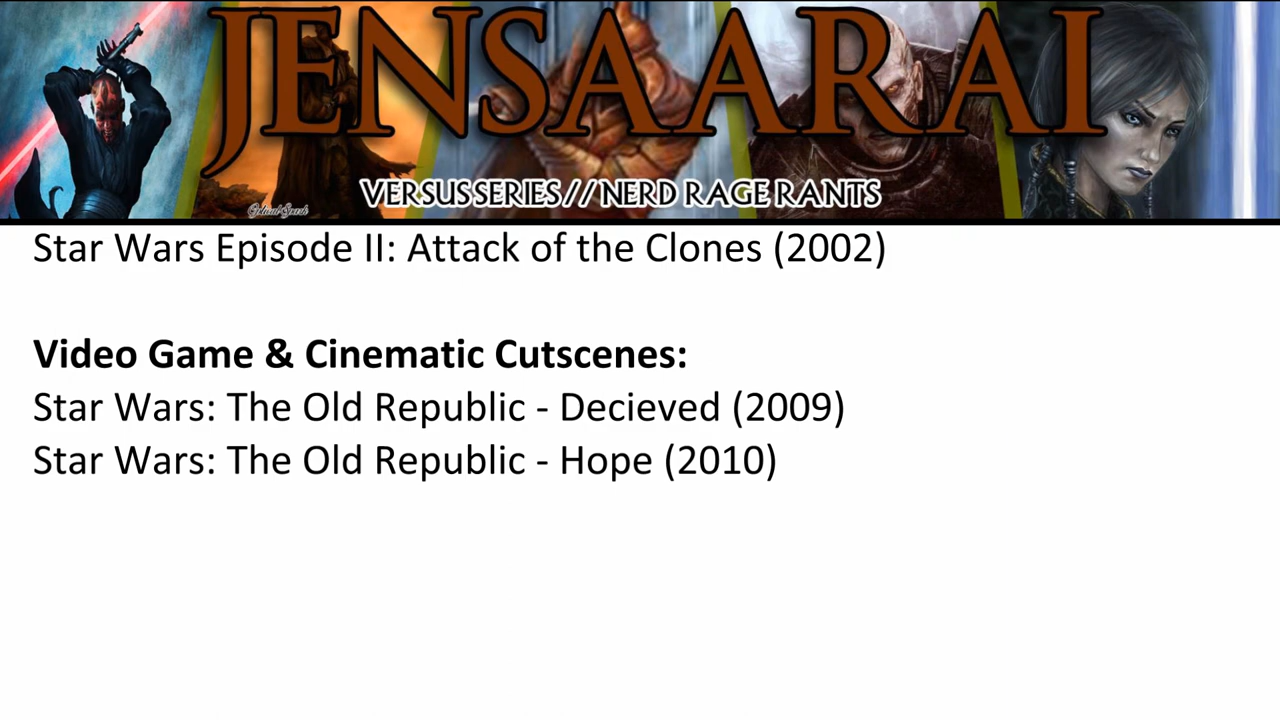 JENSAARAI
VERSUS SERIES // NERD RAGE RANTS
Star Wars Episode II: Attack of the Clones (2002)
Video Game & Cinematic Cutscenes:
Star Wars: The Old Republic - Decieved (2009)
Star Wars: The Old Republic - Hope (2010)